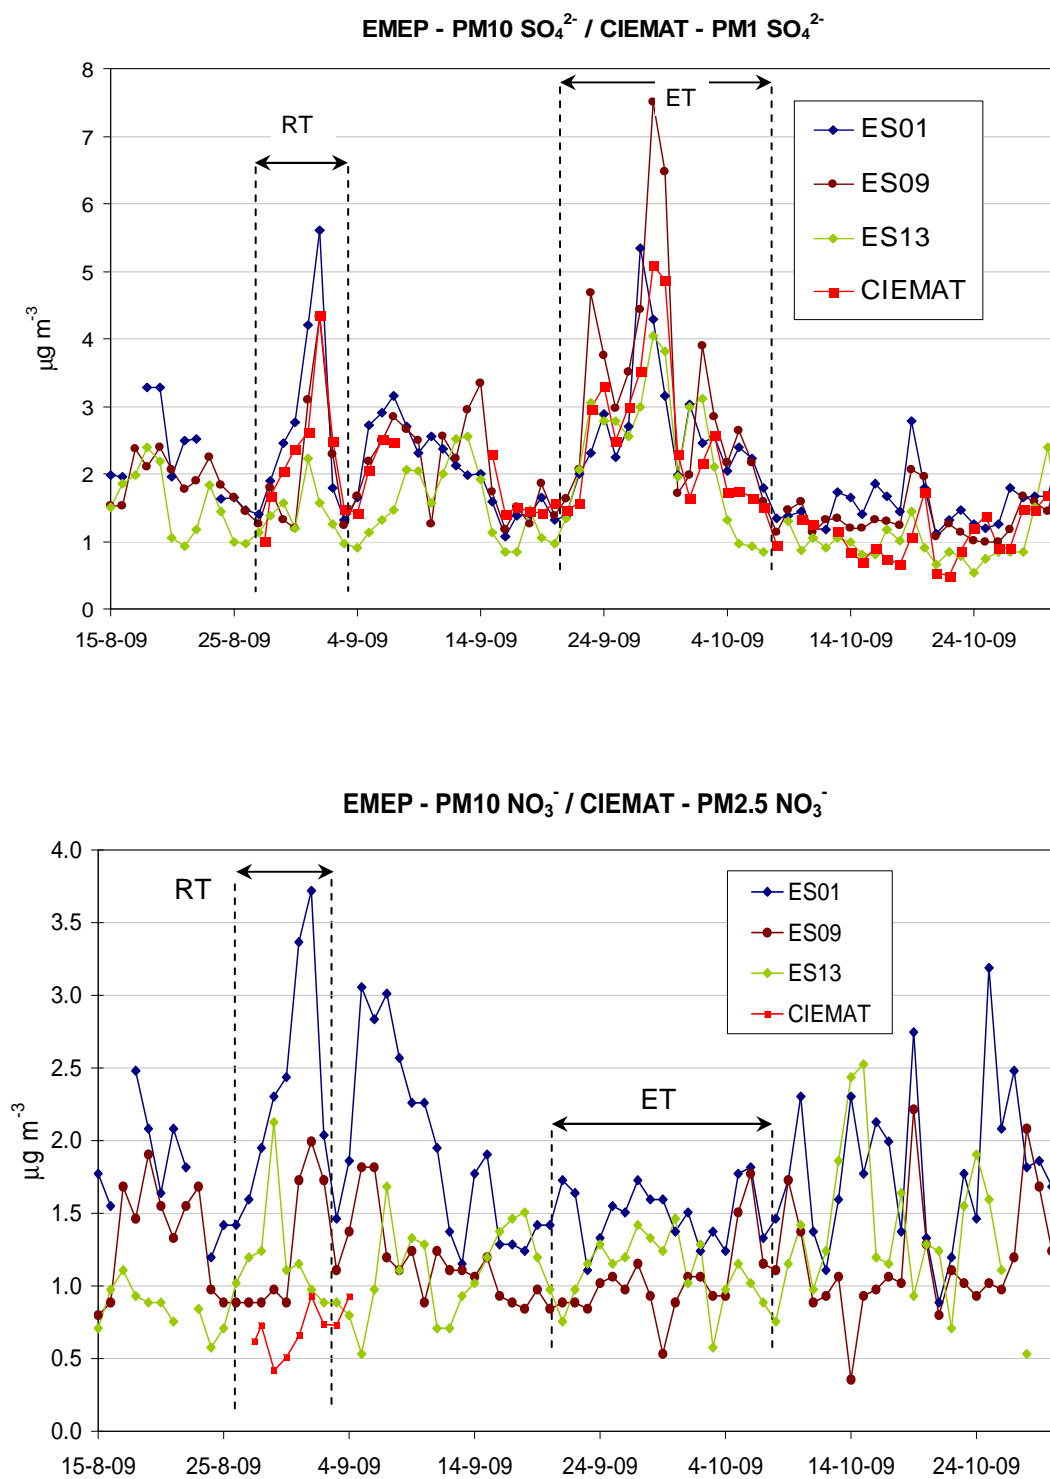 EMEP - PM10 SO₄²⁻ / CIEMAT - PM1 SO₄²⁻
8
7
6
5
4
3
2
1
0
µg m⁻³
RT
ET
ES01
ES09
ES13
CIEMAT
15-8-09 25-8-09 4-9-09 14-9-09 24-9-09 4-10-09 14-10-09 24-10-09
EMEP - PM10 NO₃⁻ / CIEMAT - PM2.5 NO₃⁻
4.0
3.5
3.0
2.5
2.0
1.5
1.0
0.5
0.0
µg m⁻³
RT
ET
ES01
ES09
ES13
CIEMAT
15-8-09 25-8-09 4-9-09 14-9-09 24-9-09 4-10-09 14-10-09 24-10-09